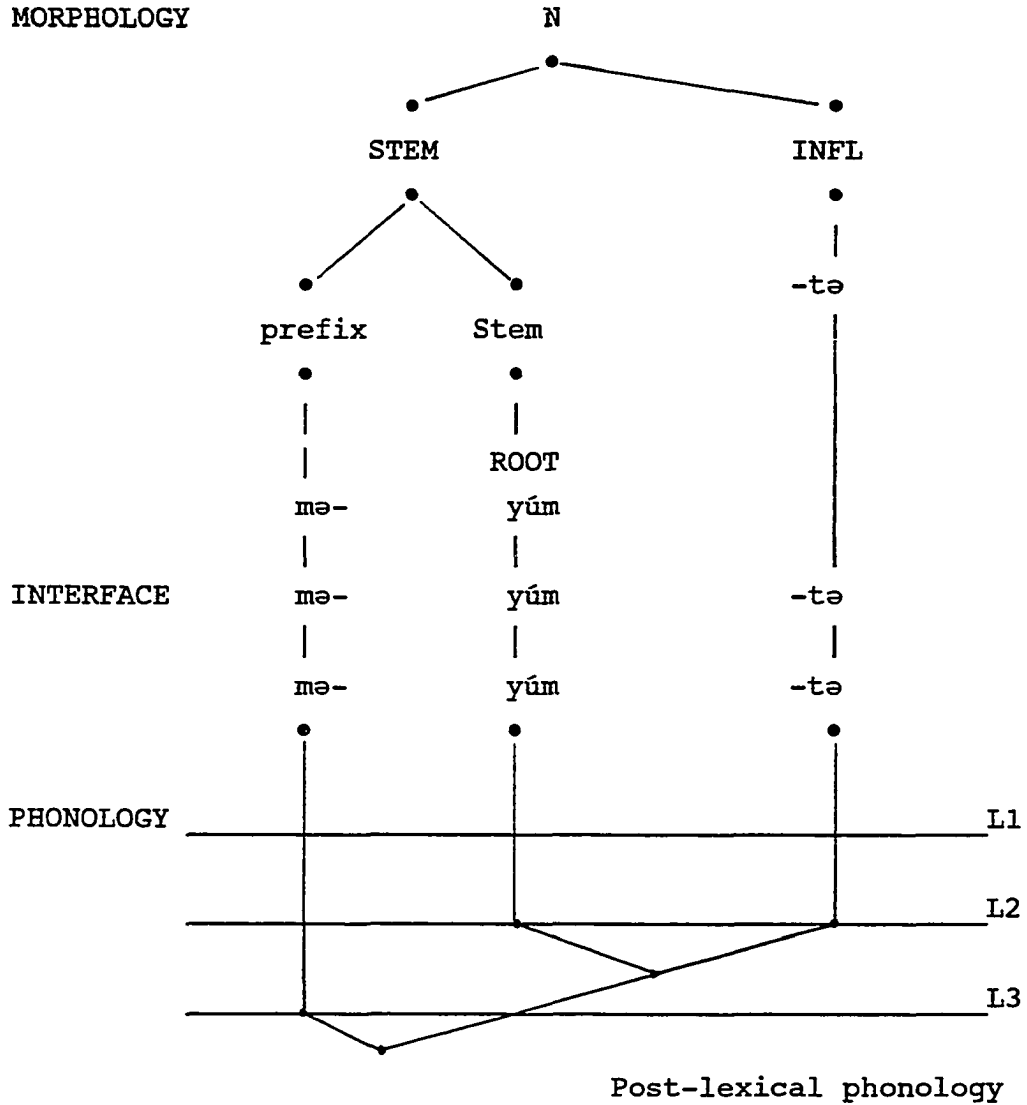 MORPHOLOGY N
STEM INFL
-tə
prefix Stem
ROOT
mə- yúm
INTERFACE mə- yúm -tə
mə- yúm -tə
PHONOLOGY L1
L2
L3
Post-lexical phonology